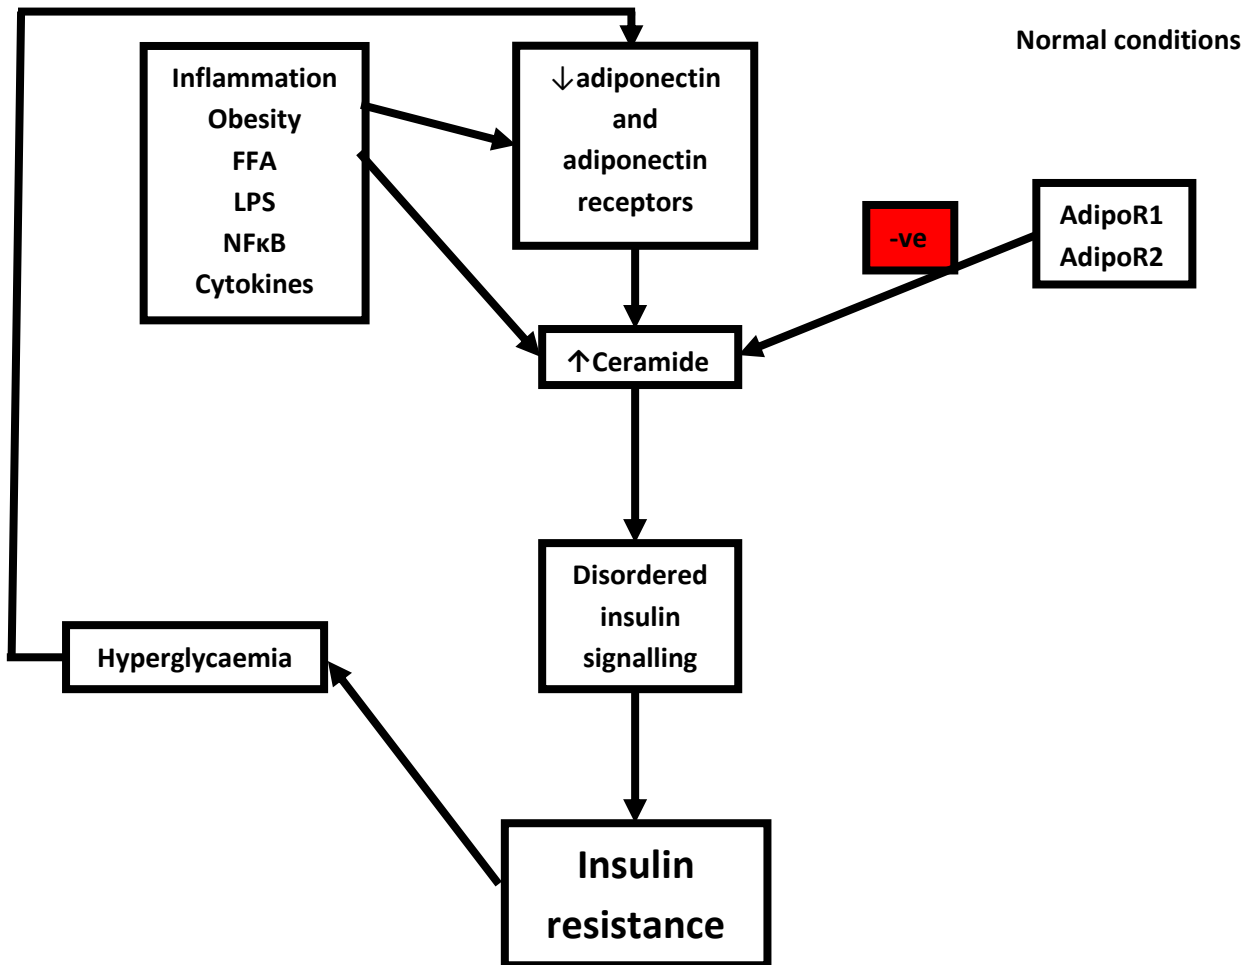 Normal conditions
Inflammation
Obesity
FFA
LPS
NFκB
Cytokines
↓adiponectin
and
adiponectin
receptors
-ve
AdipoR1
AdipoR2
↑Ceramide
Disordered
insulin
signalling
Hyperglycaemia
Insulin
resistance